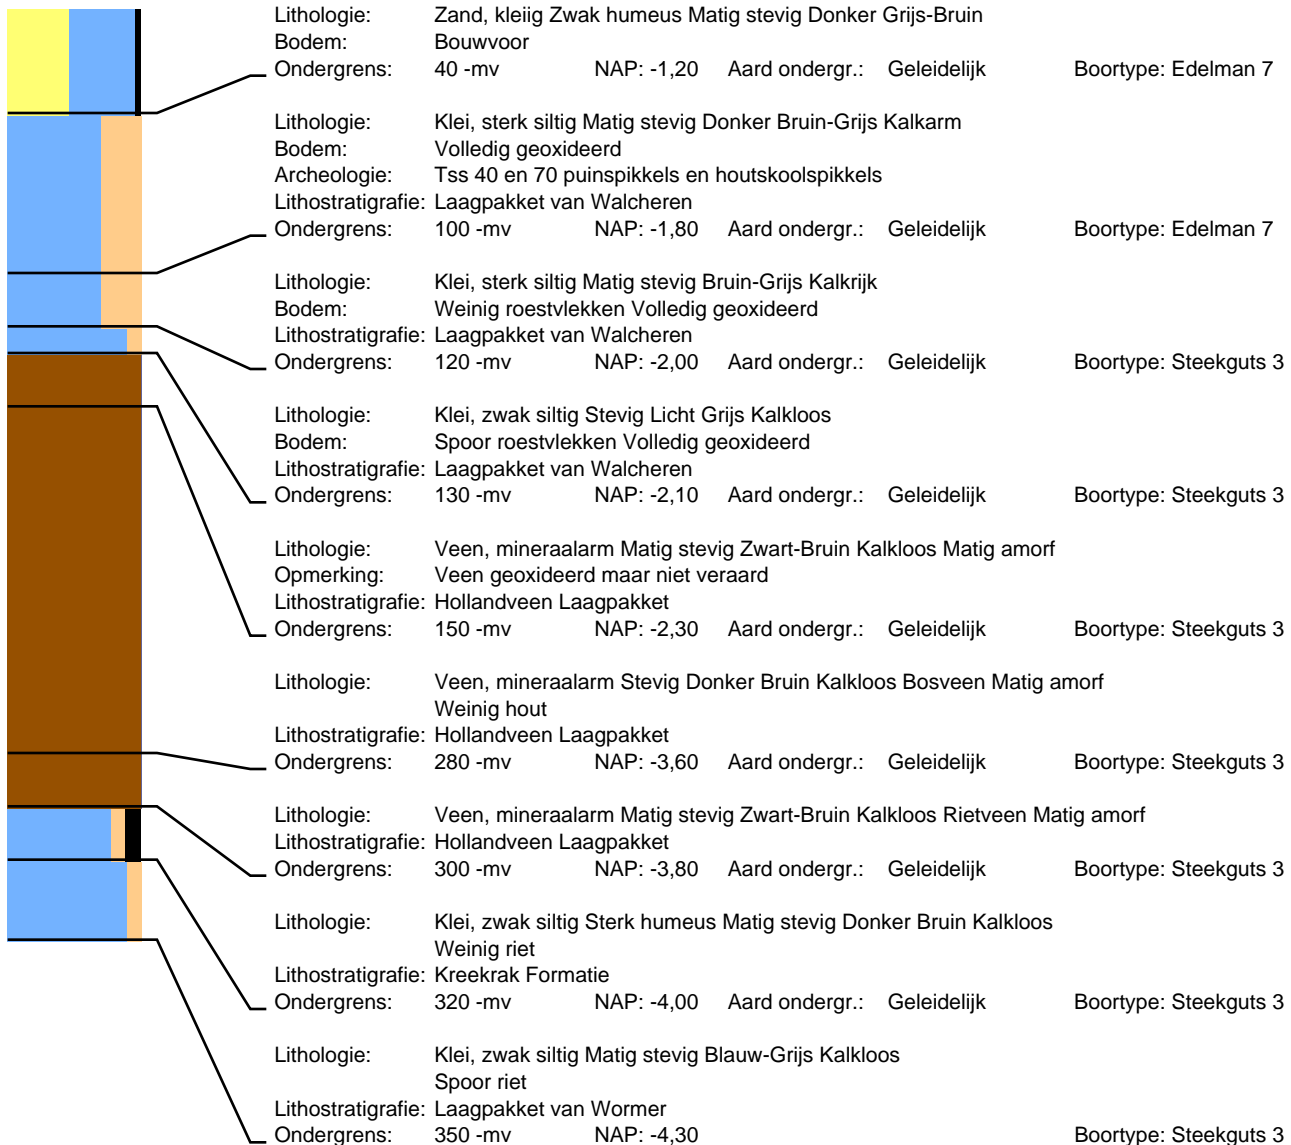 Lithologie: Zand, kleiig Zwak humeus Matig stevig Donker Grijs-Bruin
Bodem: Bouwvoor
Ondergrens: 40 -mv NAP: -1,20 Aard ondergr.: Geleidelijk Boortype: Edelman 7
Lithologie: Klei, sterk siltig Matig stevig Donker Bruin-Grijs Kalkarm
Bodem: Volledig geoxideerd
Archeologie: Tss 40 en 70 puinspikkels en houtskoolspikkels
Lithostratigrafie: Laagpakket van Walcheren
Ondergrens: 100 -mv NAP: -1,80 Aard ondergr.: Geleidelijk Boortype: Edelman 7
Lithologie: Klei, sterk siltig Matig stevig Bruin-Grijs Kalkrijk
Bodem: Weinig roestvlekken Volledig geoxideerd
Lithostratigrafie: Laagpakket van Walcheren
Ondergrens: 120 -mv NAP: -2,00 Aard ondergr.: Geleidelijk Boortype: Steekguts 3
Lithologie: Klei, zwak siltig Stevig Licht Grijs Kalkloos
Bodem: Spoor roestvlekken Volledig geoxideerd
Lithostratigrafie: Laagpakket van Walcheren
Ondergrens: 130 -mv NAP: -2,10 Aard ondergr.: Geleidelijk Boortype: Steekguts 3
Lithologie: Veen, mineraalarm Matig stevig Zwart-Bruin Kalkloos Matig amorf
Opmerking: Veen geoxideerd maar niet veraard
Lithostratigrafie: Hollandveen Laagpakket
Ondergrens: 150 -mv NAP: -2,30 Aard ondergr.: Geleidelijk Boortype: Steekguts 3
Lithologie: Veen, mineraalarm Stevig Donker Bruin Kalkloos Bosveen Matig amorf
Weinig hout
Lithostratigrafie: Hollandveen Laagpakket
Ondergrens: 280 -mv NAP: -3,60 Aard ondergr.: Geleidelijk Boortype: Steekguts 3
Lithologie: Veen, mineraalarm Matig stevig Zwart-Bruin Kalkloos Rietveen Matig amorf
Lithostratigrafie: Hollandveen Laagpakket
Ondergrens: 300 -mv NAP: -3,80 Aard ondergr.: Geleidelijk Boortype: Steekguts 3
Lithologie: Klei, zwak siltig Sterk humeus Matig stevig Donker Bruin Kalkloos
Weinig riet
Lithostratigrafie: Kreekrak Formatie
Ondergrens: 320 -mv NAP: -4,00 Aard ondergr.: Geleidelijk Boortype: Steekguts 3
Lithologie: Klei, zwak siltig Matig stevig Blauw-Grijs Kalkloos
Spoor riet
Lithostratigrafie: Laagpakket van Wormer
Ondergrens: 350 -mv NAP: -4,30 Boortype: Steekguts 3